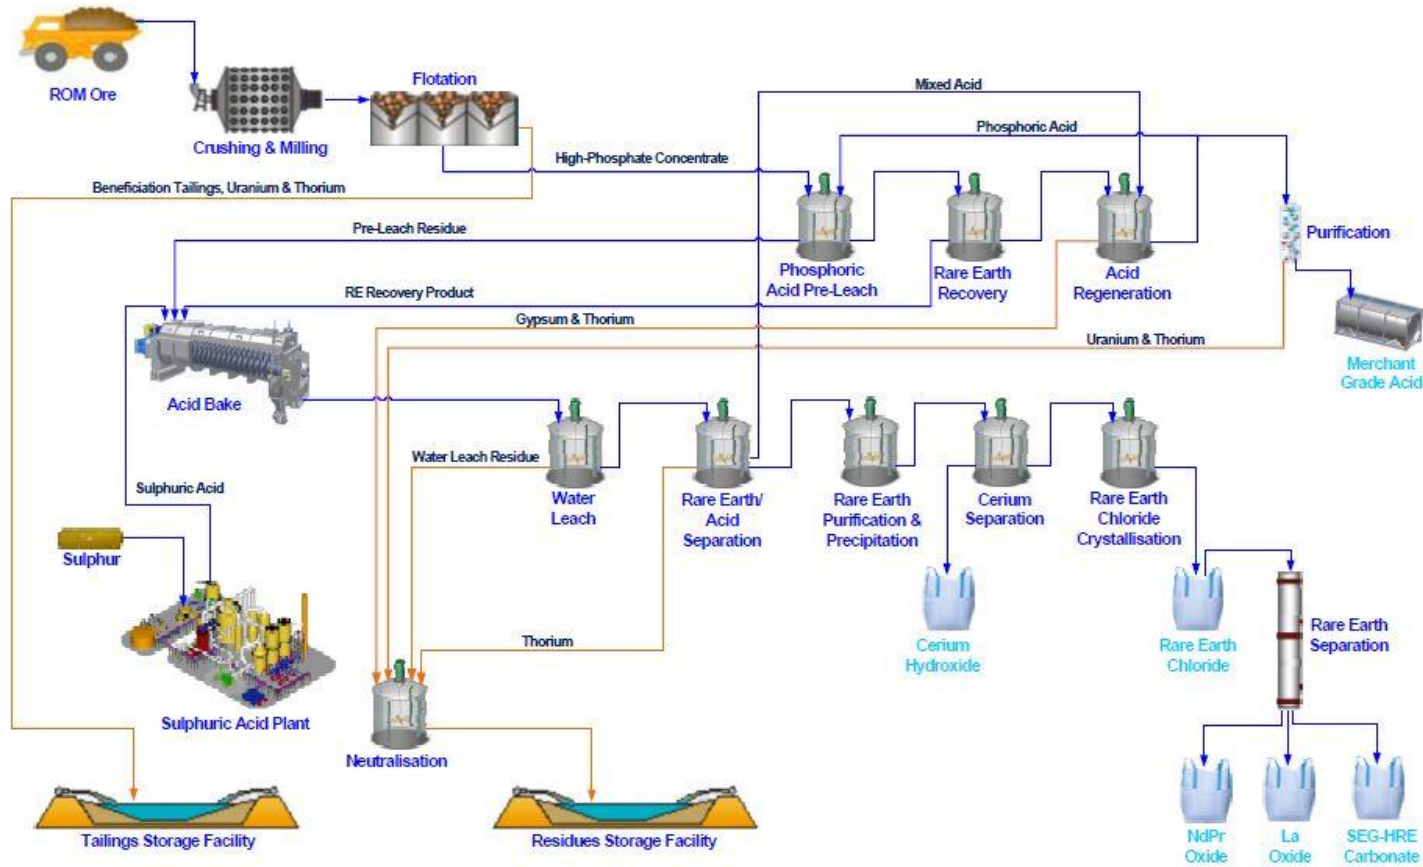 ROM Ore
Crushing & Milling
Flotation
Mixed Acid
Phosphoric Acid
High-Phosphate Concentrate
Beneficiation Tailings, Uranium & Thorium
Pre-Leach Residue
Phosphoric
Acid Pre-Leach
Rare Earth
Recovery
Acid
Regeneration
Purification
RE Recovery Product
Gypsum & Thorium
Uranium & Thorium
Merchant
Grade Acid
Acid Bake
Water Leach Residue
Sulphuric Acid
Water
Leach
Rare Earth/
Acid
Separation
Rare Earth
Purification &
Precipitation
Cerium
Separation
Rare Earth
Chloride
Crystallisation
Sulphur
Thorium
Cerium
Hydroxide
Rare Earth
Chloride
Rare Earth
Separation
Sulphuric Acid Plant
Neutralisation
Tailings Storage Facility
Residues Storage Facility
NdPr
Oxide
La
Oxide
SEG-HRE
Carbonate